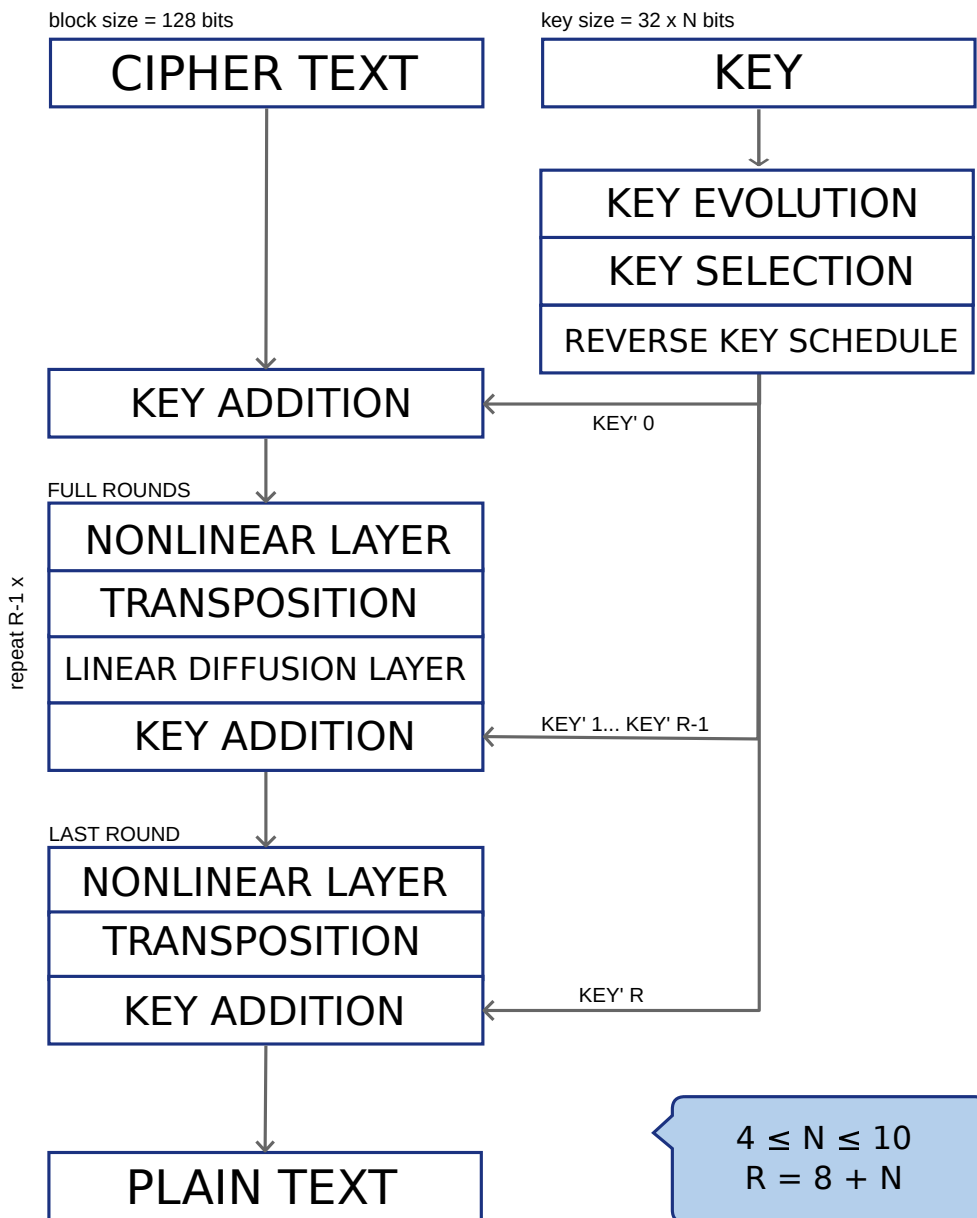 block size = 128 bits
key size = 32 x N bits
CIPHER TEXT
KEY
KEY EVOLUTION
KEY SELECTION
REVERSE KEY SCHEDULE
KEY ADDITION
KEY' 0
FULL ROUNDS
repeat R-1 x
NONLINEAR LAYER
TRANSPOSITION
LINEAR DIFFUSION LAYER
KEY ADDITION
KEY' 1... KEY' R-1
LAST ROUND
NONLINEAR LAYER
TRANSPOSITION
KEY ADDITION
KEY' R
PLAIN TEXT
4 ≤ N ≤ 10
R = 8 + N